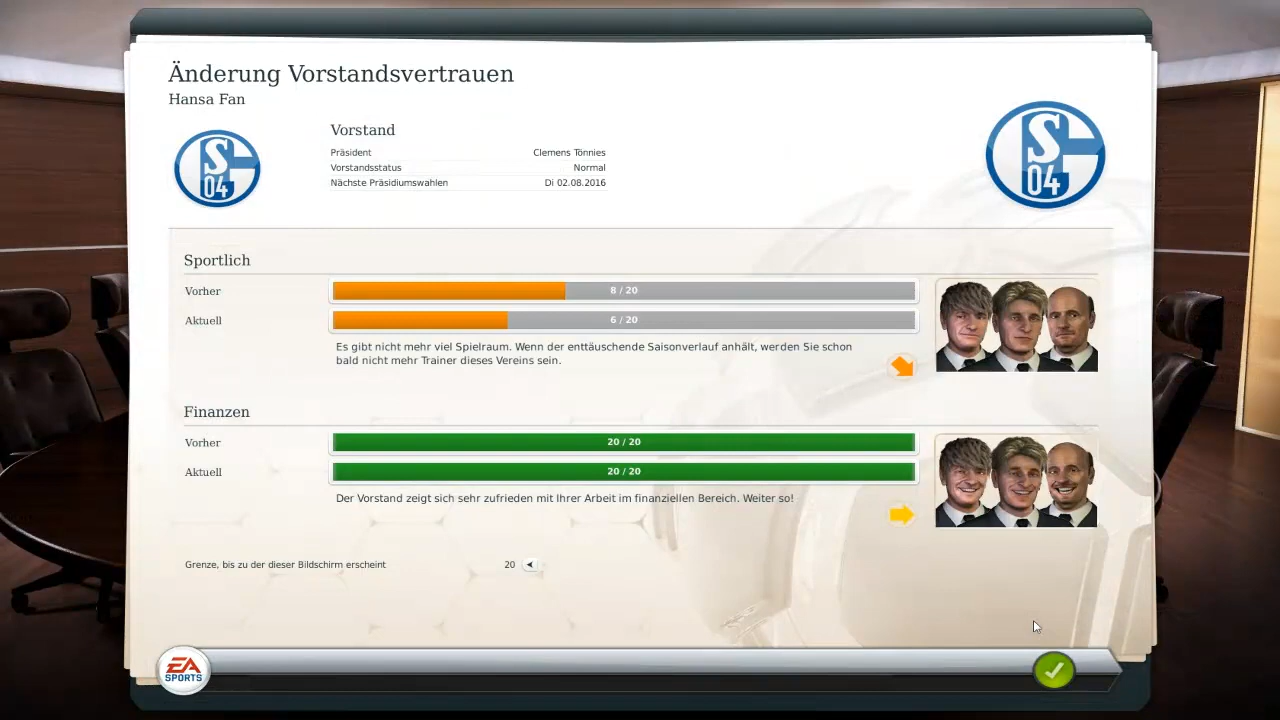 Änderung Vorstandsvertrauen
Hansa Fan
Vorstand
Präsident Clemens Tönnies
Vorstandsstatus Normal
Nächste Präsidiumswahlen Di 02.08.2016
S
04
S
04
Sportlich
Vorher 8 / 20
Aktuell 6 / 20
Es gibt nicht mehr viel Spielraum. Wenn der enttäuschende Saisonverlauf anhält, werden Sie schon
bald nicht mehr Trainer dieses Vereins sein.
Finanzen
Vorher 20 / 20
Aktuell 20 / 20
Der Vorstand zeigt sich sehr zufrieden mit Ihrer Arbeit im finanziellen Bereich. Weiter so!
Grenze, bis zu der dieser Bildschirm erscheint 20
EA
SPORTS